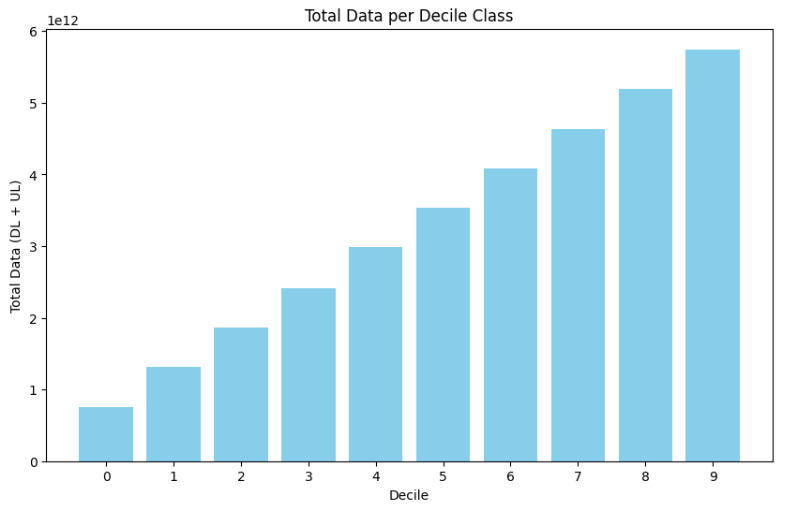 Total Data per Decile Class
1e12
6
5
4
3
2
1
0
Total Data (DL + UL)
0 1 2 3 4 5 6 7 8 9
Decile